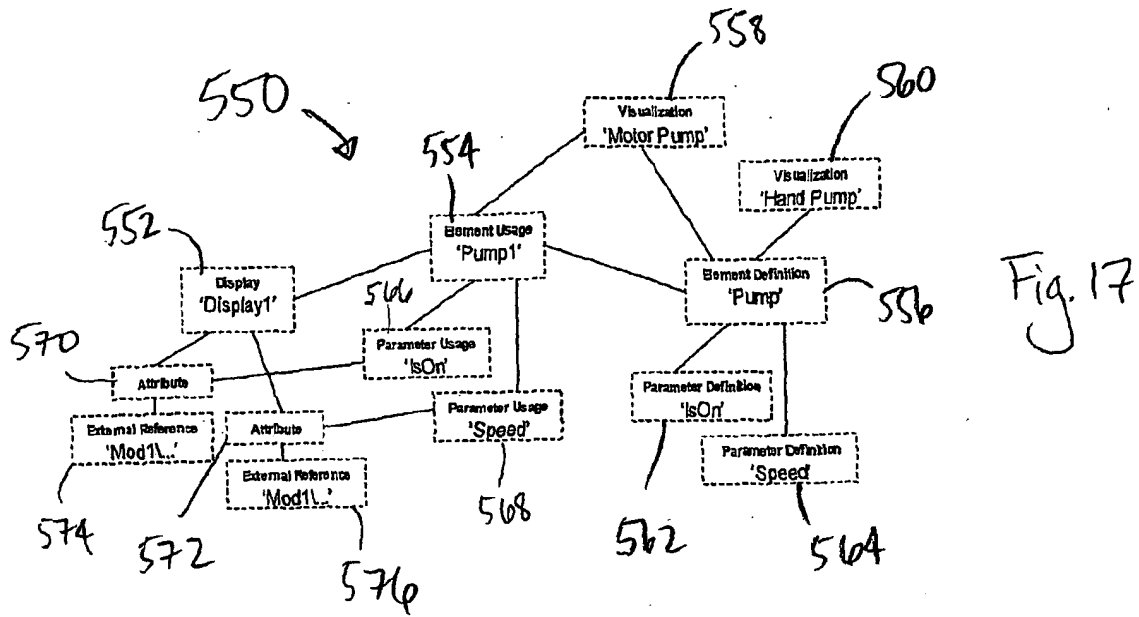 558
550
560
Visualization
'Motor Pump'
554
Visualization
'Hand Pump'
552
Element Usage
'Pump1'
Element Definition
'Pump'
Display
'Display1'
566
556
Fig. 17
570
Parameter Usage
'IsOn'
Attribute
Parameter Definition
'IsOn'
Parameter Usage
'Speed'
External Reference
'Mod1\...'
Attribute
Parameter Definition
'Speed'
External Reference
'Mod1\...'
568
574
572
562
564
576